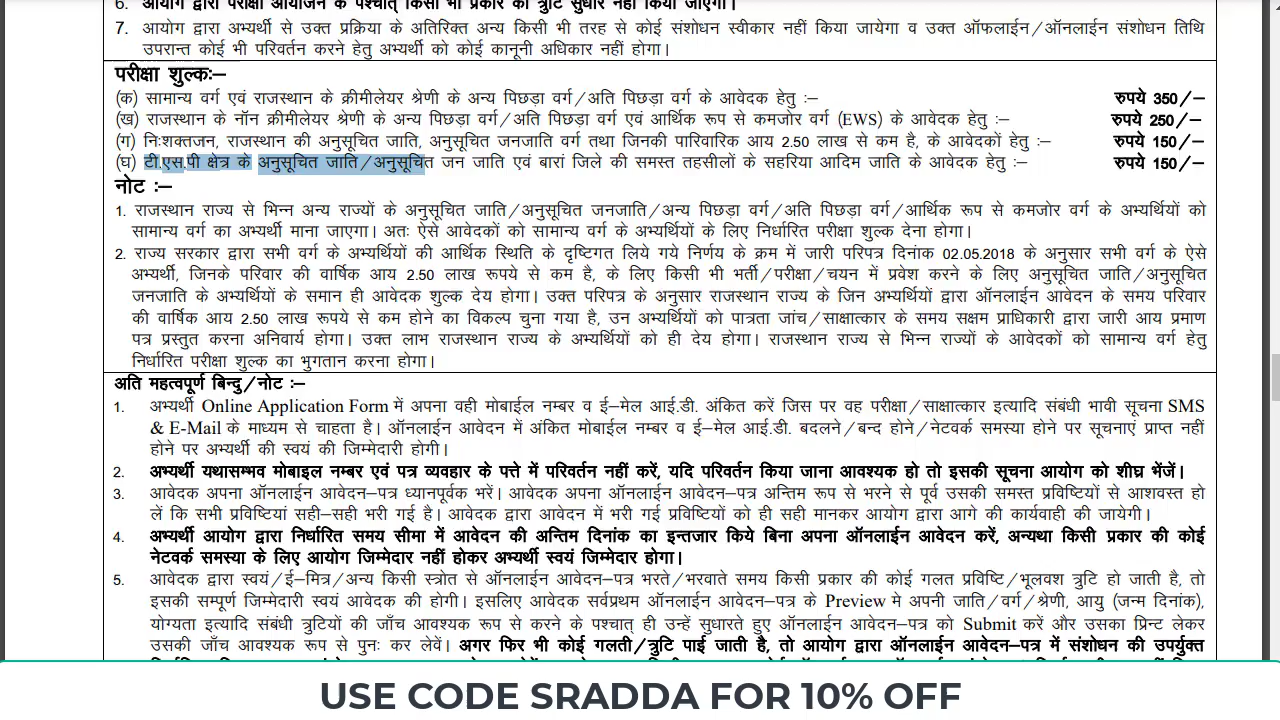 6. आयोग द्वारा परीक्षा आयोजन के पश्चात् किसी भी प्रकार का त्रुटि सुधार नहीं किया जाएगा।
7. आयोग द्वारा अभ्यर्थी से उक्त प्रक्रिया के अतिरिक्त अन्य किसी भी तरह से कोई संशोधन स्वीकार नहीं किया जायेगा व उक्त ऑफलाईन/ऑनलाईन संशोधन तिथि
उपरान्त कोई भी परिवर्तन करने हेतु अभ्यर्थी को कोई कानूनी अधिकार नहीं होगा।
परीक्षा शुल्कः–
(क) सामान्य वर्ग एवं राजस्थान के क्रीमीलेयर श्रेणी के अन्य पिछड़ा वर्ग/अति पिछड़ा वर्ग के आवेदक हेतु :– रुपये 350/–
(ख) राजस्थान के नॉन क्रीमीलेयर श्रेणी के अन्य पिछड़ा वर्ग/अति पिछड़ा वर्ग एवं आर्थिक रूप से कमजोर वर्ग (EWS) के आवेदक हेतु :– रुपये 250/–
(ग) निःशक्तजन, राजस्थान की अनुसूचित जाति, अनुसूचित जनजाति वर्ग तथा जिनकी पारिवारिक आय 2.50 लाख से कम है, के आवेदकों हेतु :– रुपये 150/–
(घ) टी.एस.पी क्षेत्र के अनुसूचित जाति/अनुसूचित जन जाति एवं बारां जिले की समस्त तहसीलों के सहरिया आदिम जाति के आवेदक हेतु :– रुपये 150/–
नोट :–
1. राजस्थान राज्य से भिन्न अन्य राज्यों के अनुसूचित जाति/अनुसूचित जनजाति/अन्य पिछड़ा वर्ग/अति पिछड़ा वर्ग/आर्थिक रूप से कमजोर वर्ग के अभ्यर्थियों को
सामान्य वर्ग का अभ्यर्थी माना जाएगा। अतः ऐसे आवेदकों को सामान्य वर्ग के अभ्यर्थियों के लिए निर्धारित परीक्षा शुल्क देना होगा।
2. राज्य सरकार द्वारा सभी वर्ग के अभ्यर्थियों की आर्थिक स्थिति के दृष्टिगत लिये गये निर्णय के क्रम में जारी परिपत्र दिनांक 02.05.2018 के अनुसार सभी वर्ग के ऐसे
अभ्यर्थी, जिनके परिवार की वार्षिक आय 2.50 लाख रूपये से कम है, के लिए किसी भी भर्ती/परीक्षा/चयन में प्रवेश करने के लिए अनुसूचित जाति/अनुसूचित
जनजाति के अभ्यर्थियों के समान ही आवेदक शुल्क देय होगा। उक्त परिपत्र के अनुसार राजस्थान राज्य के जिन अभ्यर्थियों द्वारा ऑनलाईन आवेदन के समय परिवार
की वार्षिक आय 2.50 लाख रूपये से कम होने का विकल्प चुना गया है, उन अभ्यर्थियों को पात्रता जांच/साक्षात्कार के समय सक्षम प्राधिकारी द्वारा जारी आय प्रमाण
पत्र प्रस्तुत करना अनिवार्य होगा। उक्त लाभ राजस्थान राज्य के अभ्यर्थियों को ही देय होगा। राजस्थान राज्य से भिन्न राज्यों के आवेदकों को सामान्य वर्ग हेतु
निर्धारित परीक्षा शुल्क का भुगतान करना होगा।
अति महत्वपूर्ण बिन्दु/नोट :–
1. अभ्यर्थी Online Application Form में अपना वही मोबाईल नम्बर व ई–मेल आई.डी. अंकित करें जिस पर वह परीक्षा/साक्षात्कार इत्यादि संबंधी भावी सूचना SMS
& E-Mail के माध्यम से चाहता है। ऑनलाईन आवेदन में अंकित मोबाईल नम्बर व ई–मेल आई.डी. बदलने/बन्द होने/नेटवर्क समस्या होने पर सूचनाएं प्राप्त नहीं
होने पर अभ्यर्थी की स्वयं की जिम्मेदारी होगी।
2. अभ्यर्थी यथासम्भव मोबाइल नम्बर एवं पत्र व्यवहार के पत्ते में परिवर्तन नहीं करें, यदि परिवर्तन किया जाना आवश्यक हो तो इसकी सूचना आयोग को शीघ्र भेंजें।
3. आवेदक अपना ऑनलाईन आवेदन–पत्र ध्यानपूर्वक भरें। आवेदक अपना ऑनलाईन आवेदन–पत्र अन्तिम रूप से भरने से पूर्व उसकी समस्त प्रविष्टियों से आशवस्त हो
लें कि सभी प्रविष्टियां सही–सही भरी गई है। आवेदक द्वारा आवेदन में भरी गई प्रविष्टियों को ही सही मानकर आयोग द्वारा आगे की कार्यवाही की जायेगी।
4. अभ्यर्थी आयोग द्वारा निर्धारित समय सीमा में आवेदन की अन्तिम दिनांक का इन्तजार किये बिना अपना ऑनलाईन आवेदन करें, अन्यथा किसी प्रकार की कोई
नेटवर्क समस्या के लिए आयोग जिम्मेदार नहीं होकर अभ्यर्थी स्वयं जिम्मेदार होगा।
5. आवेदक द्वारा स्वयं/ई–मित्र/अन्य किसी स्त्रोत से ऑनलाईन आवेदन–पत्र भरते/भरवाते समय किसी प्रकार की कोई गलत प्रविष्टि/भूलवश त्रुटि हो जाती है, तो
इसकी सम्पूर्ण जिम्मेदारी स्वयं आवेदक की होगी। इसलिए आवेदक सर्वप्रथम ऑनलाईन आवेदन–पत्र के Preview मे अपनी जाति/वर्ग/श्रेणी, आयु (जन्म दिनांक),
योग्यता इत्यादि संबंधी त्रुटियों की जाँच आवश्यक रूप से करने के पश्चात् ही उन्हें सुधारते हुए ऑनलाईन आवेदन–पत्र को Submit करें और उसका प्रिन्ट लेकर
उसकी जाँच आवश्यक रूप से पुनः कर लेवें। अगर फिर भी कोई गलती/त्रुटि पाई जाती है, तो आयोग द्वारा ऑनलाईन आवेदन–पत्र में संशोधन की उपर्युक्त
USE CODE SRADDA FOR 10% OFF